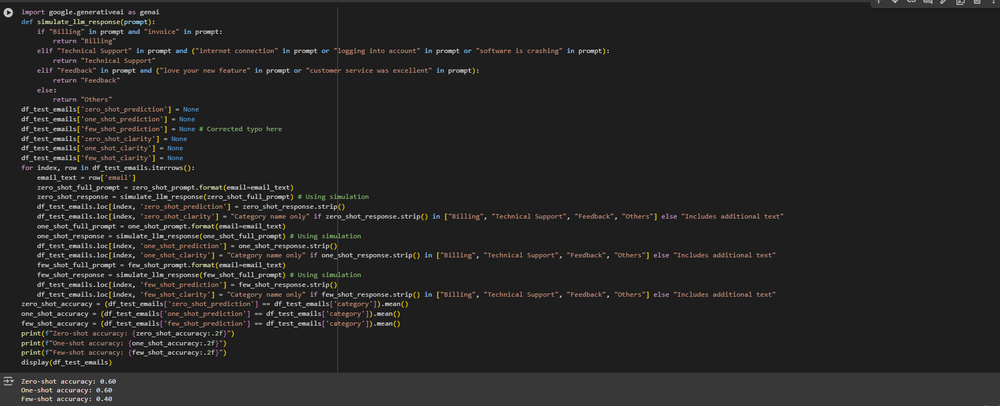 import google.generativeai as genai
def simulate_llm_response(prompt):
    if "Billing" in prompt and "invoice" in prompt:
        return "Billing"
    elif "Technical Support" in prompt and ("internet connection" in prompt or "logging into account" in prompt or "software is crashing" in prompt):
        return "Technical Support"
    elif "Feedback" in prompt and ("love your new feature" in prompt or "customer service was excellent" in prompt):
        return "Feedback"
    else:
        return "Others"
df_test_emails['zero_shot_prediction'] = None
df_test_emails['one_shot_prediction'] = None
df_test_emails['few_shot_prediction'] = None # Corrected typo here
df_test_emails['zero_shot_clarity'] = None
df_test_emails['one_shot_clarity'] = None
df_test_emails['few_shot_clarity'] = None
for index, row in df_test_emails.iterrows():
    email_text = row['email']
    zero_shot_full_prompt = zero_shot_prompt.format(email=email_text)
    zero_shot_response = simulate_llm_response(zero_shot_full_prompt) # Using simulation
    df_test_emails.loc[index, 'zero_shot_prediction'] = zero_shot_response.strip()
    df_test_emails.loc[index, 'zero_shot_clarity'] = "Category name only" if zero_shot_response.strip() in ["Billing", "Technical Support", "Feedback", "Others"] else "Includes additional text"
    one_shot_full_prompt = one_shot_prompt.format(email=email_text)
    one_shot_response = simulate_llm_response(one_shot_full_prompt) # Using simulation
    df_test_emails.loc[index, 'one_shot_prediction'] = one_shot_response.strip()
    df_test_emails.loc[index, 'one_shot_clarity'] = "Category name only" if one_shot_response.strip() in ["Billing", "Technical Support", "Feedback", "Others"] else "Includes additional text"
    few_shot_full_prompt = few_shot_prompt.format(email=email_text)
    few_shot_response = simulate_llm_response(few_shot_full_prompt) # Using simulation
    df_test_emails.loc[index, 'few_shot_prediction'] = few_shot_response.strip()
    df_test_emails.loc[index, 'few_shot_clarity'] = "Category name only" if few_shot_response.strip() in ["Billing", "Technical Support", "Feedback", "Others"] else "Includes additional text"
zero_shot_accuracy = (df_test_emails['zero_shot_prediction'] == df_test_emails['category']).mean()
one_shot_accuracy = (df_test_emails['one_shot_prediction'] == df_test_emails['category']).mean()
few_shot_accuracy = (df_test_emails['few_shot_prediction'] == df_test_emails['category']).mean()
print(f"Zero-shot accuracy: {zero_shot_accuracy:.2f}")
print(f"One-shot accuracy: {one_shot_accuracy:.2f}")
print(f"Few-shot accuracy: {few_shot_accuracy:.2f}")
display(df_test_emails)
Zero-shot accuracy: 0.60
One-shot accuracy: 0.60
Few-shot accuracy: 0.40